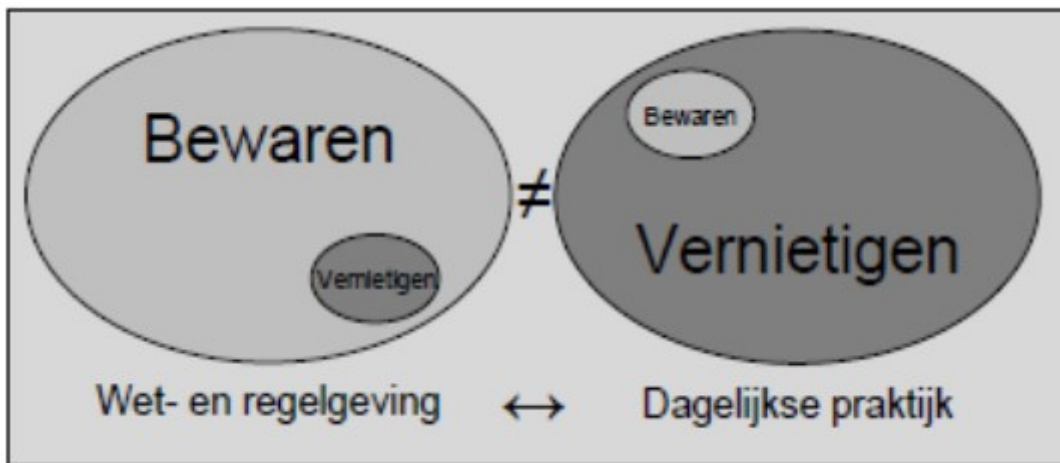 Bewaren
Vernietigen
≠
Bewaren
Vernietigen
Wet- en regelgeving ↔ Dagelijkse praktijk